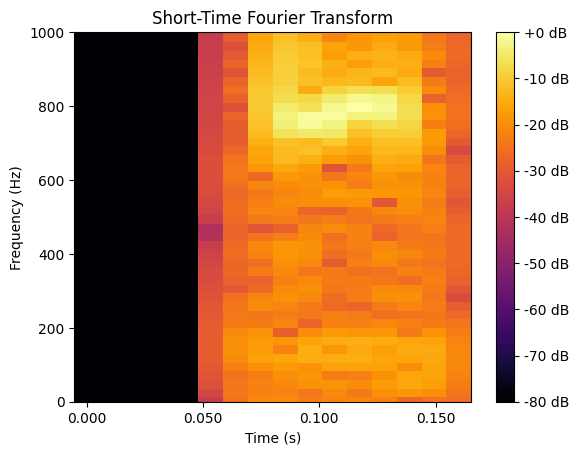 Short-Time Fourier Transform
Frequency (Hz)
1000
800
600
400
200
0
0.000
0.050
0.100
0.150
Time (s)
+0 dB
-10 dB
-20 dB
-30 dB
-40 dB
-50 dB
-60 dB
-70 dB
-80 dB